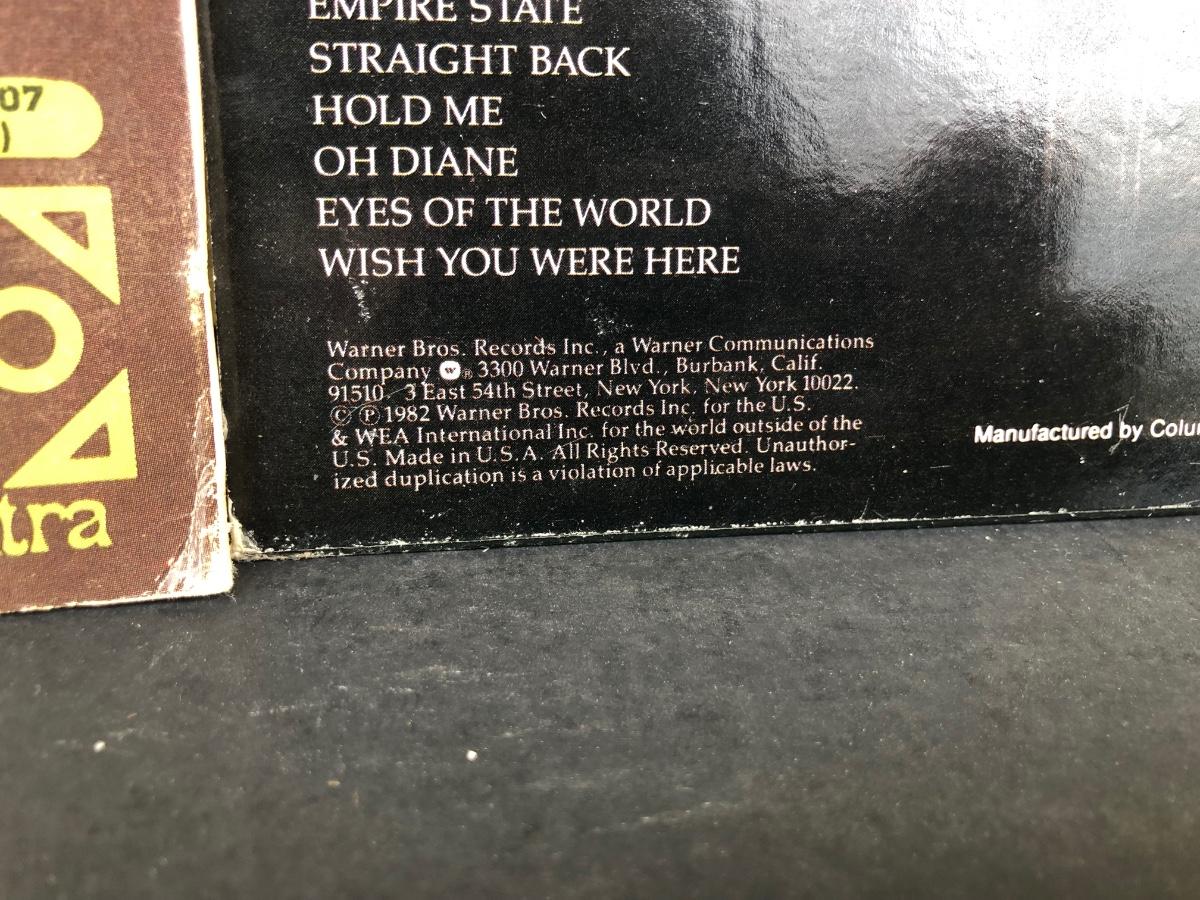 07
)
tra
EMPIRE STATE
STRAIGHT BACK
HOLD ME
OH DIANE
EYES OF THE WORLD
WISH YOU WERE HERE
Warner Bros. Records Inc., a Warner Communications
Company W ® 3300 Warner Blvd., Burbank, Calif.
91510 3 East 54th Street, New York, New York 10022.
© ℗ 1982 Warner Bros. Records Inc. for the U.S.
& WEA International Inc. for the world outside of the
U.S. Made in U.S.A. All Rights Reserved. Unauthor-
ized duplication is a violation of applicable laws.
Manufactured by Colu